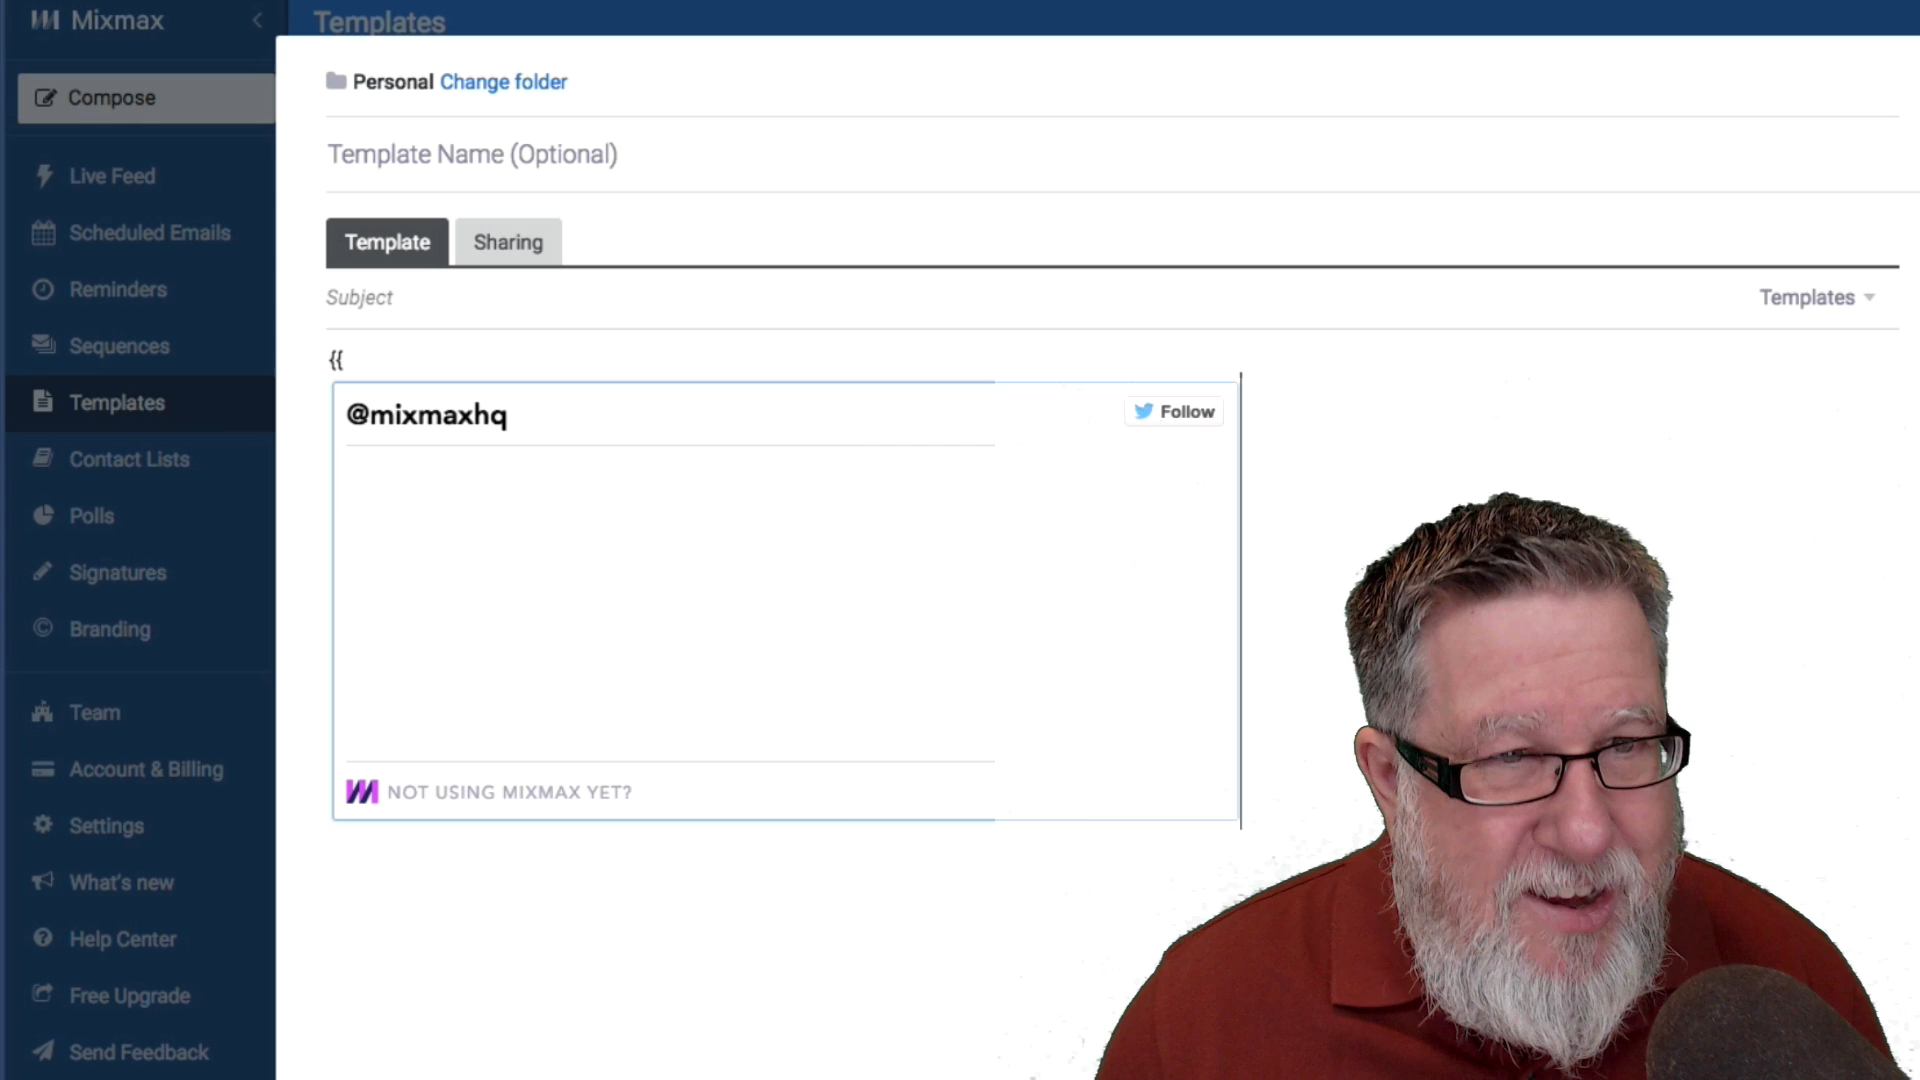 Mixmax
Templates
Compose
Live Feed
Scheduled Emails
Reminders
Sequences
Templates
Contact Lists
Polls
Signatures
Branding
Team
Account & Billing
Settings
What's new
Help Center
Free Upgrade
Send Feedback
Personal Change folder
Template Name (Optional)
Template Sharing
Subject Templates
{{
@mixmaxhq Follow
NOT USING MIXMAX YET?